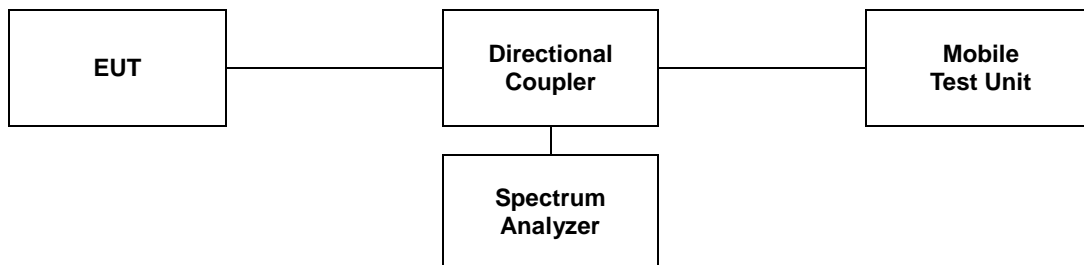 EUT
Directional
Coupler
Mobile
Test Unit
Spectrum
Analyzer